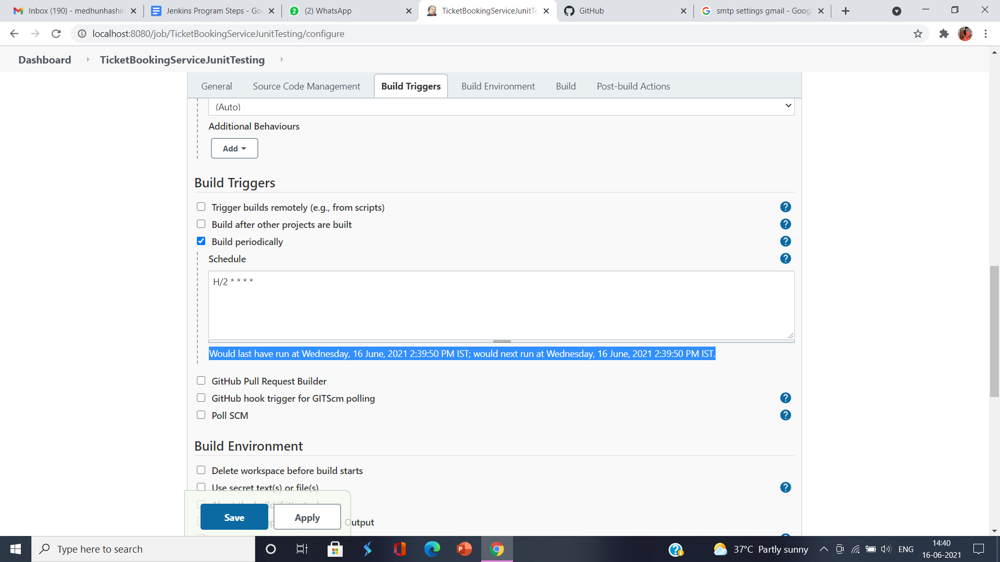 Inbox (190) - medhunhashin
Jenkins Program Steps - Go
(2) WhatsApp
TicketBookingServiceJunitTe
GitHub
smtp settings gmail - Googl
localhost:8080/job/TicketBookingServiceJunitTesting/configure
Dashboard
TicketBookingServiceJunitTesting
General
Source Code Management
Build Triggers
Build Environment
Build
Post-build Actions
(Auto)
Additional Behaviours
Add
Build Triggers
Trigger builds remotely (e.g., from scripts)
Build after other projects are built
Build periodically
Schedule
H/2 * * * *
Would last have run at Wednesday, 16 June, 2021 2:39:50 PM IST; would next run at Wednesday, 16 June, 2021 2:39:50 PM IST.
GitHub Pull Request Builder
GitHub hook trigger for GITScm polling
Poll SCM
Build Environment
Delete workspace before build starts
Use secret text(s) or file(s)
Save
Apply
Output
Type here to search
37°C Partly sunny
ENG
14:40
16-06-2021